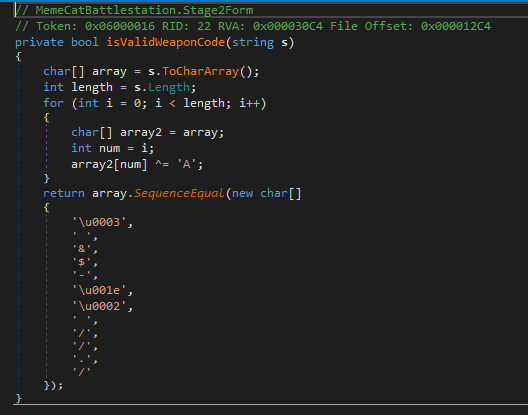 // MemeCatBattlestation.Stage2Form
// Token: 0x06000016 RID: 22 RVA: 0x000030C4 File Offset: 0x000012C4
private bool isValidWeaponCode(string s)
{
    char[] array = s.ToCharArray();
    int length = s.Length;
    for (int i = 0; i < length; i++)
    {
        char[] array2 = array;
        int num = i;
        array2[num] ^= 'A';
    }
    return array.SequenceEqual(new char[]
    {
        '\u0003',
        ' ',
        '&',
        '$',
        '-',
        '\u001e',
        '\u0002',
        ' ',
        '/',
        '/',
        '.',
        '/'
    });
}